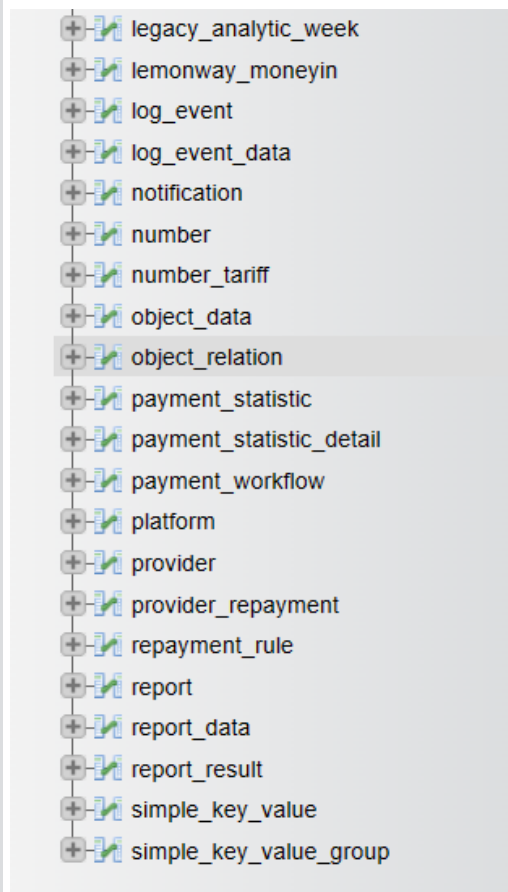 legacy_analytic_week
lemonway_moneyin
log_event
log_event_data
notification
number
number_tariff
object_data
object_relation
payment_statistic
payment_statistic_detail
payment_workflow
platform
provider
provider_repayment
repayment_rule
report
report_data
report_result
simple_key_value
simple_key_value_group